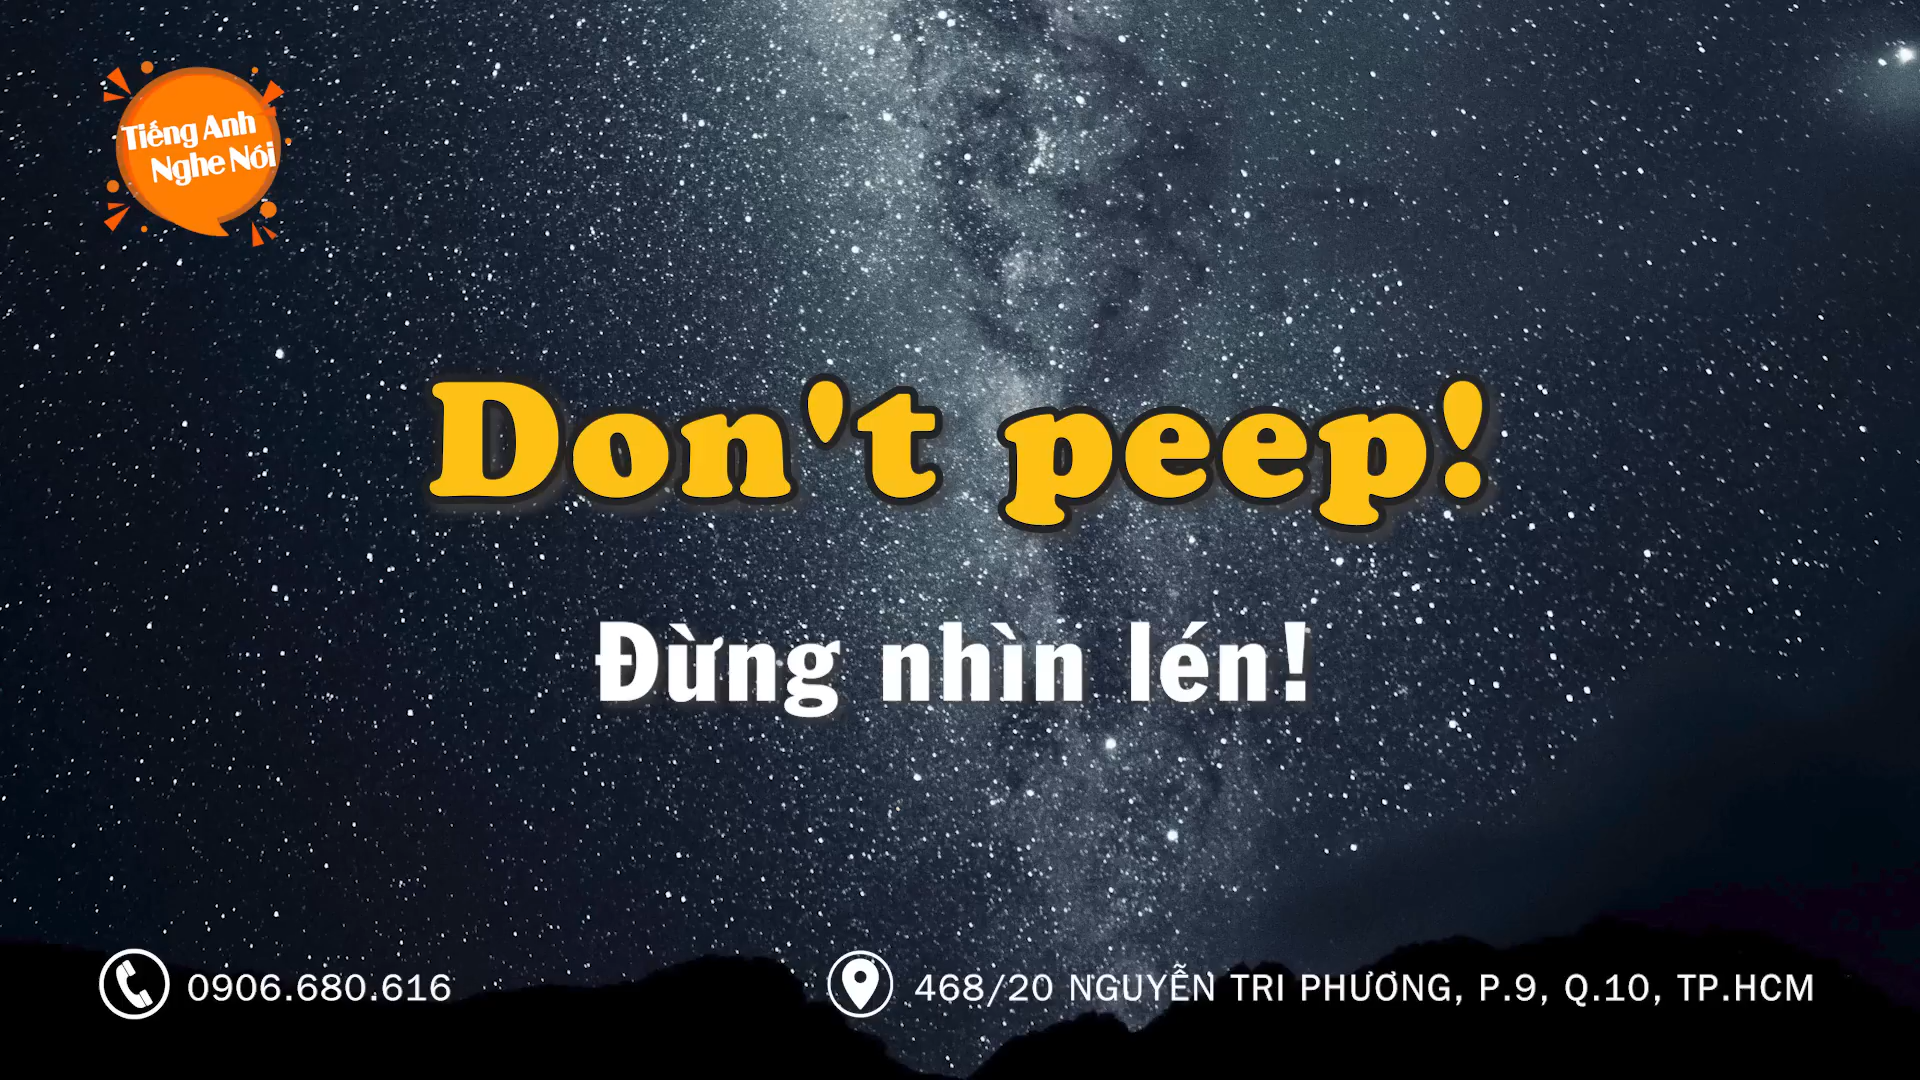 Tiếng Anh
Nghe Nói
Don't peep!
Đừng nhìn lén!
0906.680.616
468/20 NGUYỄN TRI PHƯƠNG, P.9, Q.10, TP.HCM